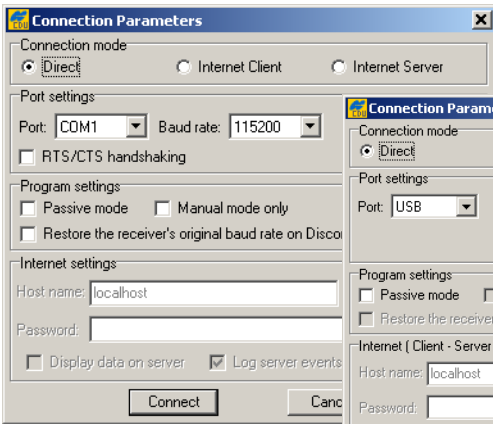 CDU Connection Parameters
Connection mode
Direct Internet Client Internet Server
Port settings
Port: COM1 Baud rate: 115200
RTS/CTS handshaking
Program settings
Passive mode Manual mode only
Restore the receiver's original baud rate on Disco
Internet settings
Host name: localhost
Password:
Display data on server Log server events
Connect Canc
CDU Connection Parame
Connection mode
Direct
Port settings
Port: USB
Program settings
Passive mode
Restore the receiver
Internet ( Client - Server
Host name: localhost
Password: